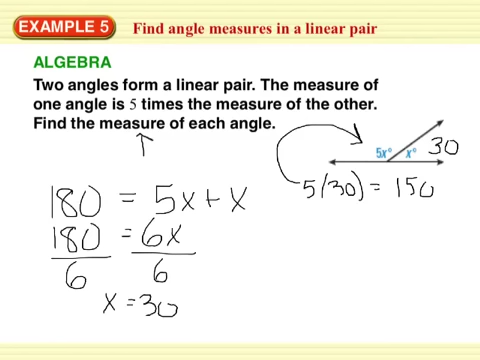 EXAMPLE 5 Find angle measures in a linear pair
ALGEBRA
Two angles form a linear pair. The measure of
one angle is 5 times the measure of the other.
Find the measure of each angle.
5x° x° 30
5(30) = 150
180 = 5x + x
180 = 6x
6 6
x = 30